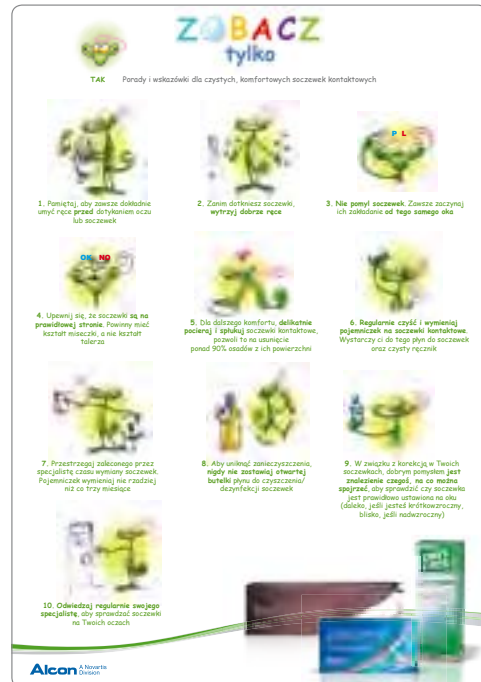 ZOBACZ
tylko
TAK
Porady i wskazówki dla czystych, komfortowych soczewek kontaktowych
P L
1. Pamiętaj, aby zawsze dokładnie
umyć ręce przed dotykaniem oczu
lub soczewek
2. Zanim dotkniesz soczewki,
wytrzyj dobrze ręce
3. Nie pomyl soczewek. Zawsze zaczynaj
ich zakładanie od tego samego oka
OK NO
4. Upewnij się, że soczewki są na
prawidłowej stronie. Powinny mieć
kształt miseczki, a nie kształt
talerza
5. Dla dalszego komfortu, delikatnie
pocieraj i spłukuj soczewki kontaktowe,
pozwoli to na usunięcie
ponad 90% osadów z ich powierzchni
6. Regularnie czyść i wymieniaj
pojemniczek na soczewki kontaktowe.
Wystarczy ci do tego płyn do soczewek
oraz czysty ręcznik
7. Przestrzegaj zaleconego przez
specjalistę czasu wymiany soczewek.
Pojemniczek wymieniaj nie rzadziej
niż co trzy miesiące
8. Aby uniknąć zanieczyszczenia,
nigdy nie zostawiaj otwartej
butelki płynu do czyszczenia/
dezynfekcji soczewek
9. W związku z korekcją w Twoich
soczewkach, dobrym pomysłem jest
znalezienie czegoś, na co można
spojrzeć, aby sprawdzić czy soczewka
jest prawidłowo ustawiona na oku
(daleko, jeśli jesteś krótkowzroczny,
blisko, jeśli nadwzroczny)
10. Odwiedzaj regularnie swojego
specjalistę, aby sprawdzać soczewki
na Twoich oczach
Alcon A Novartis
Division